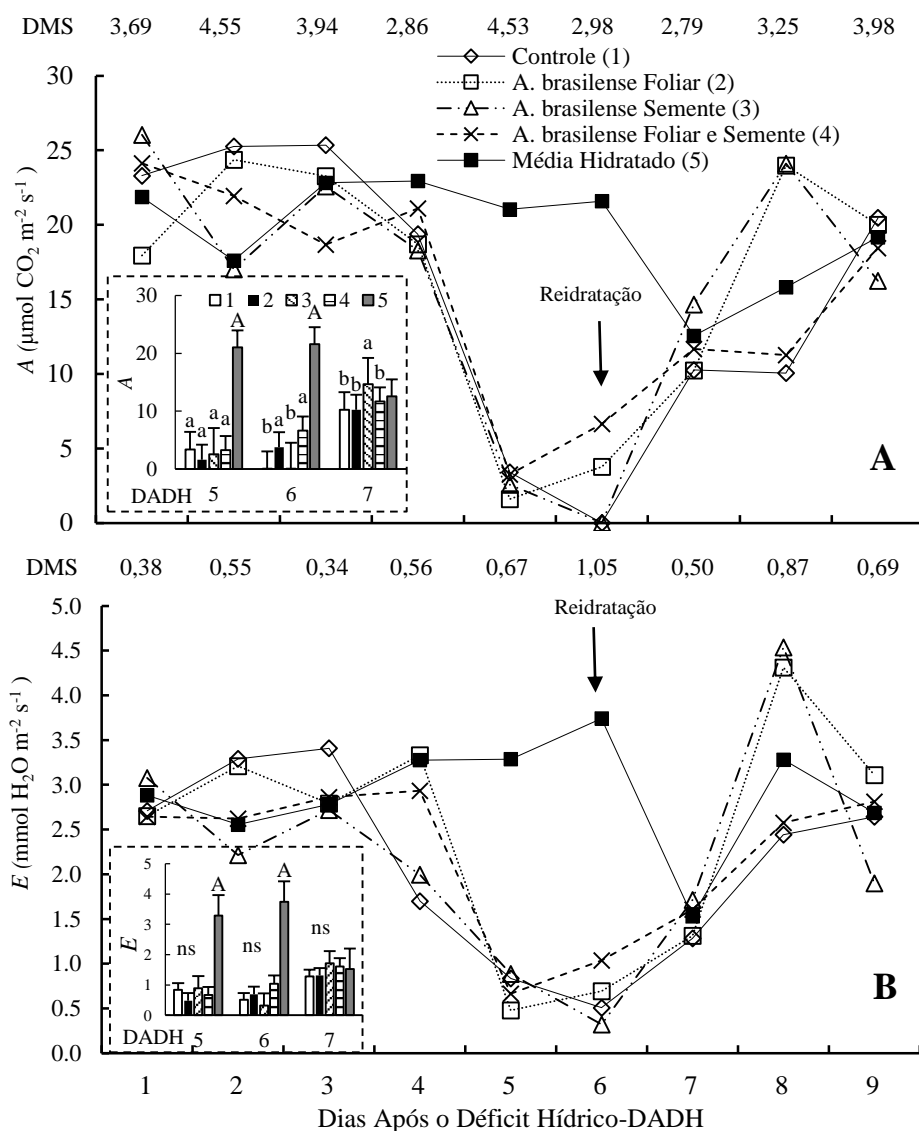 DMS 3,69 4,55 3,94 2,86 4,53 2,98 2,79 3,25 3,98
Controle (1)
A. brasilense Foliar (2)
A. brasilense Semente (3)
A. brasilense Foliar e Semente (4)
Média Hidratado (5)
A (µmol CO2 m-2 s-1)
30
25
20
15
10
5
0
Reidratação
A
1 2 3 4 5
A
30
20
10
0
a a a a A
b a b a A
b b a b
DADH 5 6 7
DMS 0,38 0,55 0,34 0,56 0,67 1,05 0,50 0,87 0,69
E (mmol H2O m-2 s-1)
5.0
4.5
4.0
3.5
3.0
2.5
2.0
1.5
1.0
0.5
0.0
Reidratação
B
E
5
4
3
2
1
0
ns A
ns A
ns
DADH 5 6 7
1 2 3 4 5 6 7 8 9
Dias Após o Déficit Hídrico-DADH